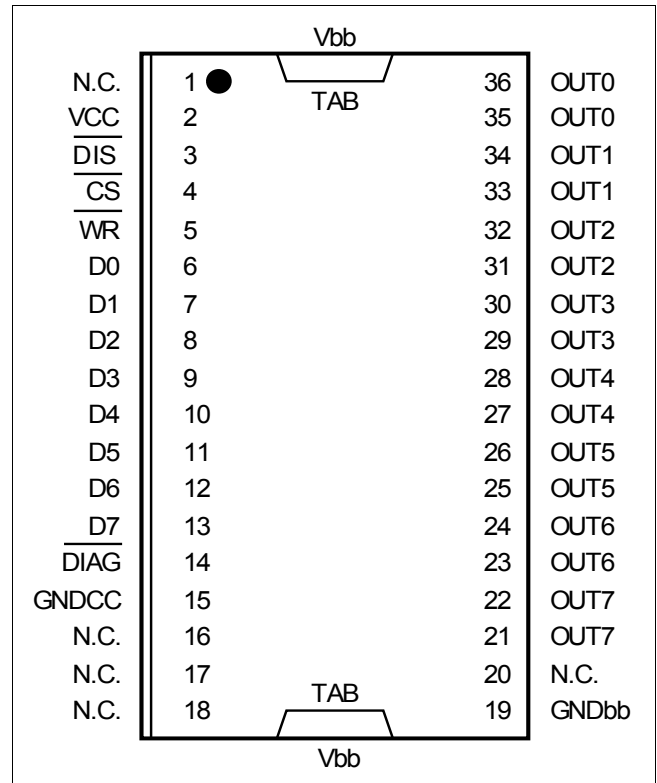 Vbb
TAB
N.C. 1 36 OUT0
VCC 2 35 OUT0
DIS 3 34 OUT1
CS 4 33 OUT1
WR 5 32 OUT2
D0 6 31 OUT2
D1 7 30 OUT3
D2 8 29 OUT3
D3 9 28 OUT4
D4 10 27 OUT4
D5 11 26 OUT5
D6 12 25 OUT5
D7 13 24 OUT6
DIAG 14 23 OUT6
GNDCC 15 22 OUT7
N.C. 16 21 OUT7
N.C. 17 20 N.C.
N.C. 18 19 GNDbb
TAB
Vbb